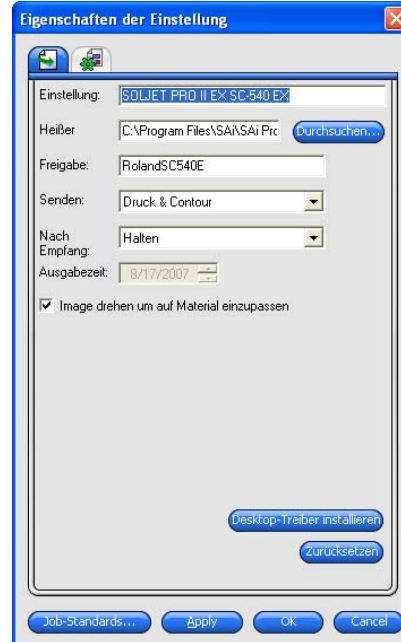 Eigenschaften der Einstellung
Einstellung: SOLJET PRO II EX SC-540 EX
Heißer C:\Program Files\SAi\SAi Prc Durchsuchen...
Freigabe: RolandSC540E
Senden: Druck & Contour
Nach Empfang: Halten
Ausgabezeit: 8/17/2007
Image drehen um auf Material einzupassen
Desktop-Treiber installieren
Zurücksetzen
Job-Standards... Apply OK Cancel